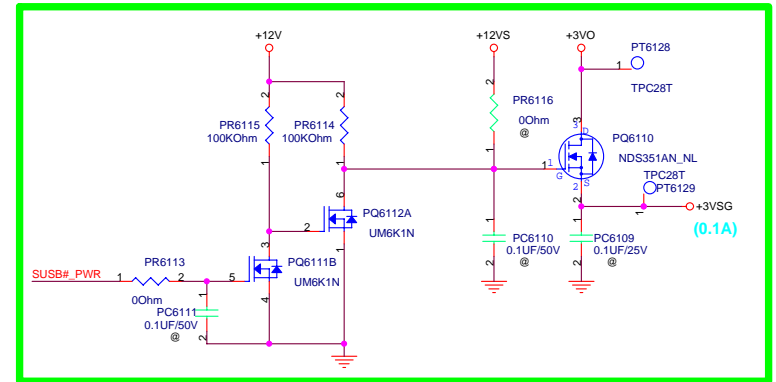 +12V
+12VS
+3VO
PT6128
1
TPC28T
2
2
2
PR6115
100KOhm
PR6114
100KOhm
PR6116
0Ohm
@
1
1
1
3
3
D
PQ6110
NDS351AN_NL
1
G
2
S
TPC28T
PT6129
1
+3VSG
(0.1A)
6
PQ6112A
2
UM6K1N
1
1
PC6110
0.1UF/50V
@
2
2
1
PC6109
0.1UF/25V
@
2
3
PQ6111B
5
UM6K1N
4
SUSB#_PWR
PR6113
1
2
0Ohm
1
PC6111
0.1UF/50V
@
2